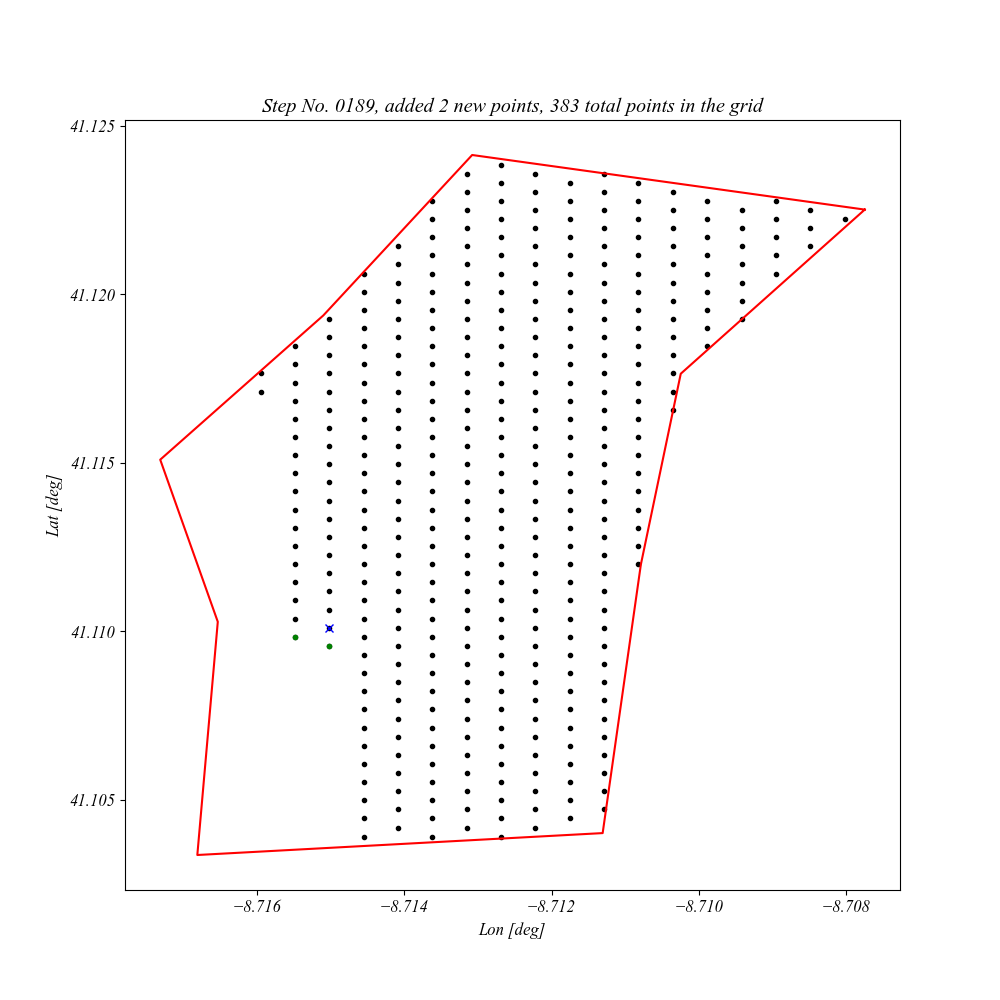 Step No. 0189, added 2 new points, 383 total points in the grid
41.125
41.120
41.115
41.110
41.105
Lat [deg]
−8.716 −8.714 −8.712 −8.710 −8.708
Lon [deg]